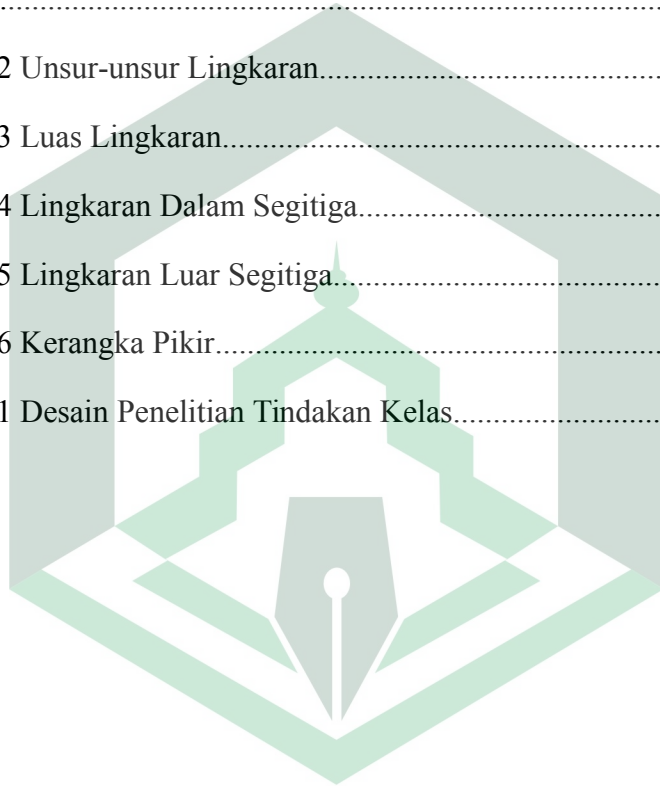 2 Unsur-unsur Lingkaran....................................................
3 Luas Lingkaran....................................................................
4 Lingkaran Dalam Segitiga..............................................
5 Lingkaran Luar Segitiga..................................................
6 Kerangka Pikir....................................................................
1 Desain Penelitian Tindakan Kelas................................